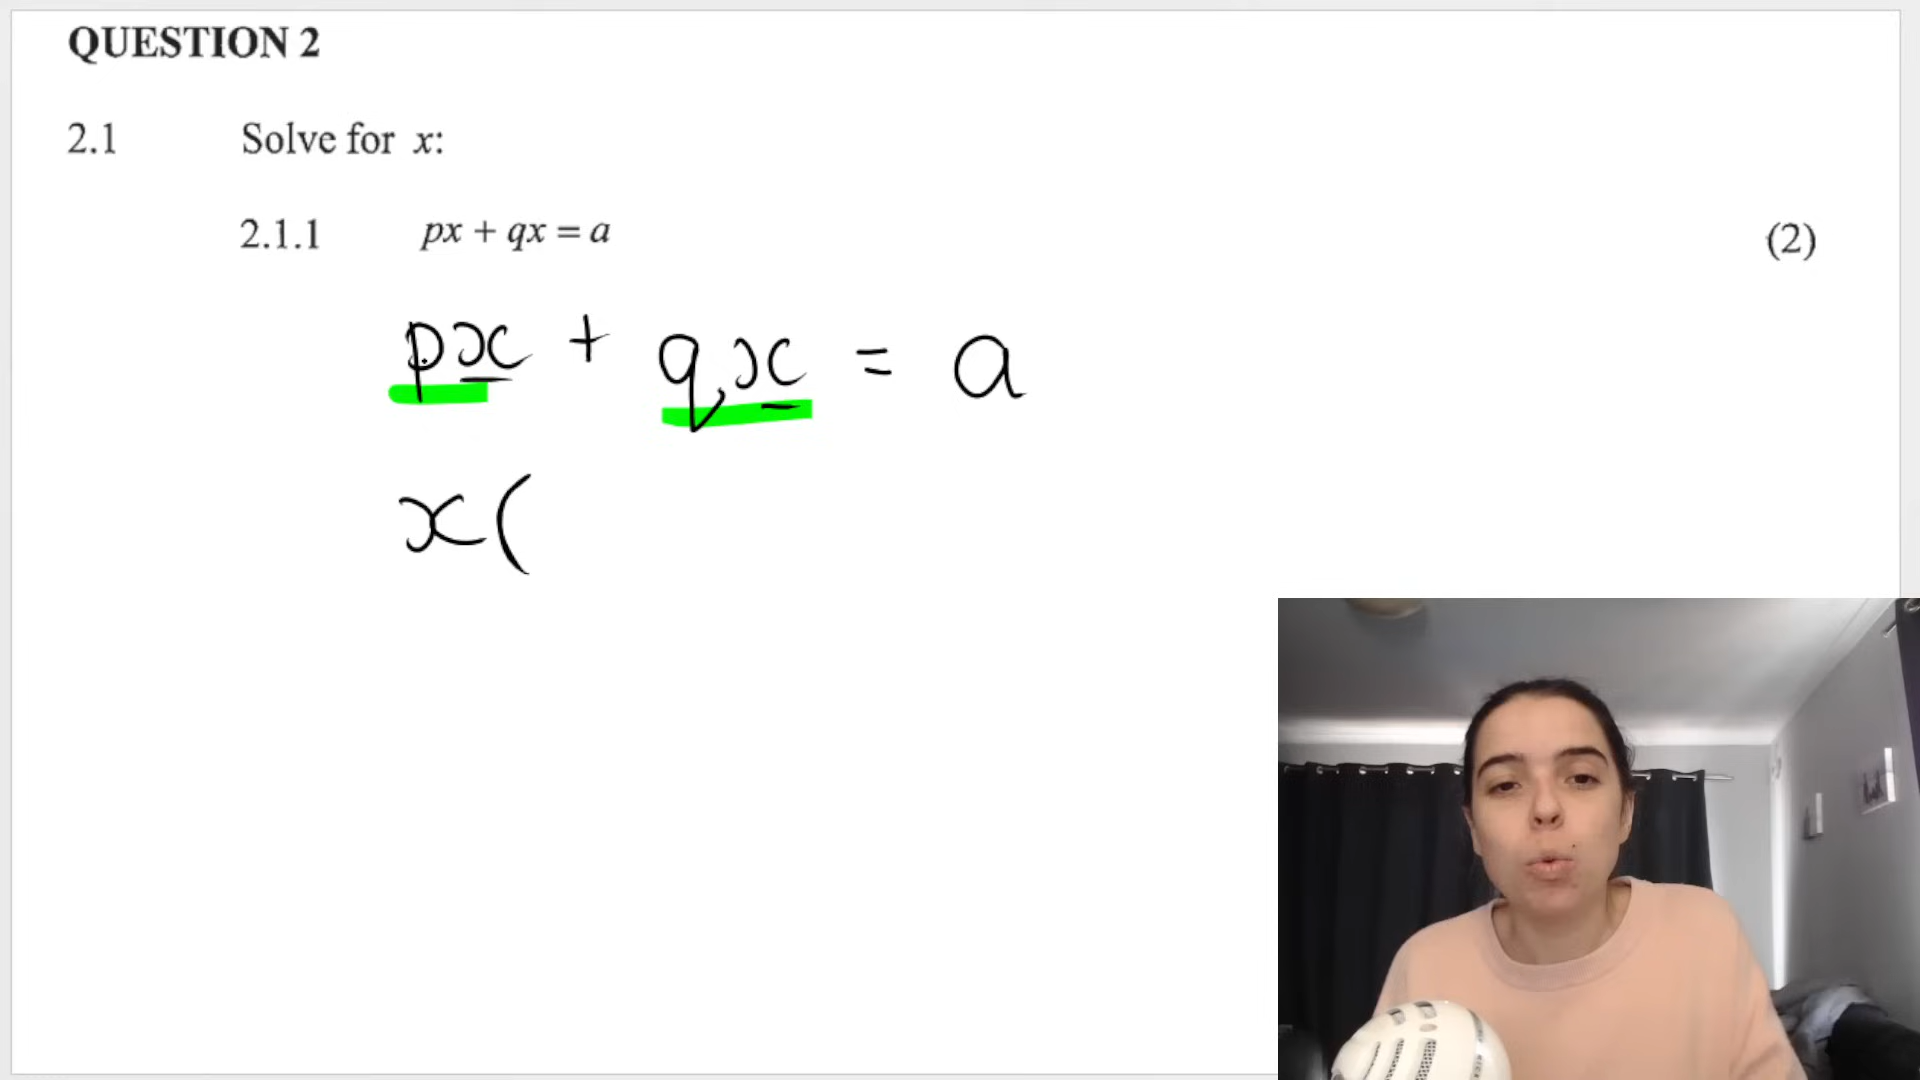 QUESTION 2
2.1 Solve for x:
2.1.1 px + qx = a (2)
px + qx = a
x(